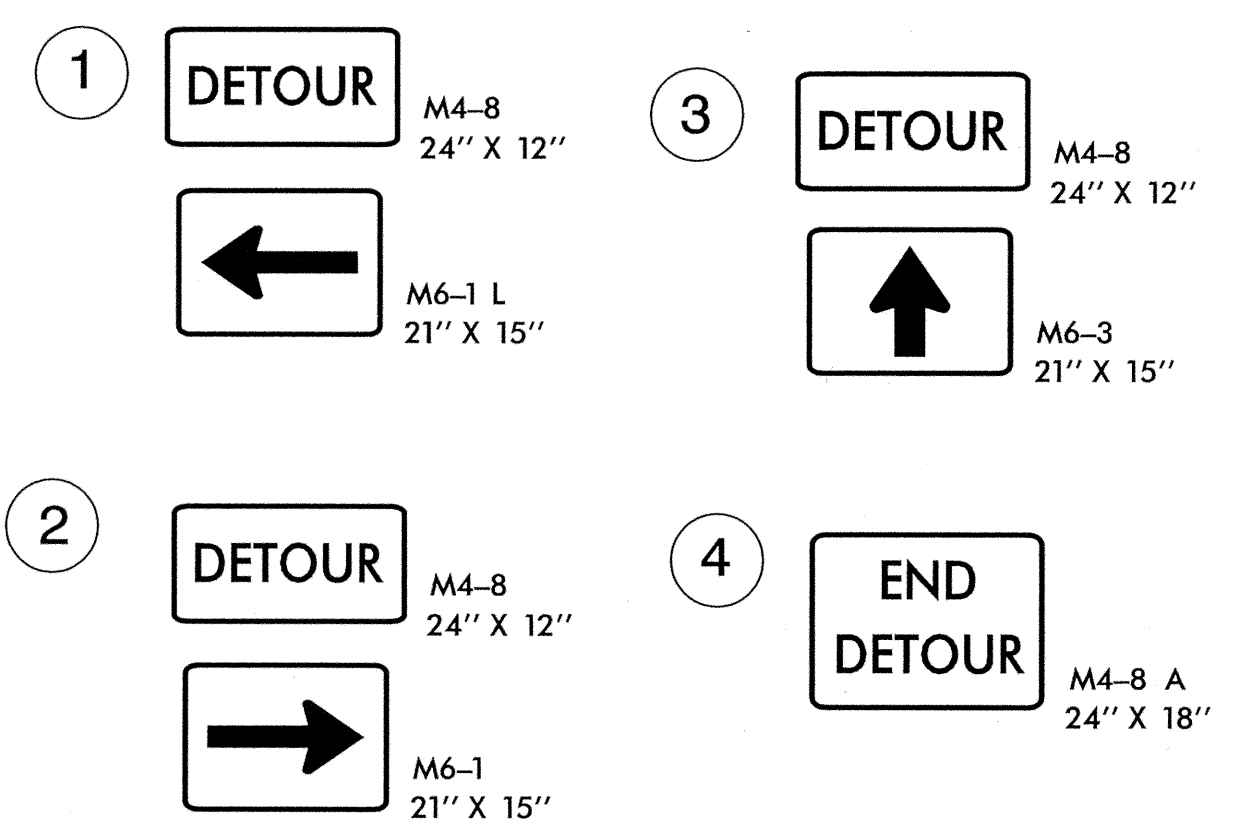 1
DETOUR
M4–8
24″ X 12″
M6–1 L
21″ X 15″
2
DETOUR
M4–8
24″ X 12″
M6–1
21″ X 15″
3
DETOUR
M4–8
24″ X 12″
M6–3
21″ X 15″
4
END
DETOUR
M4–8 A
24″ X 18″